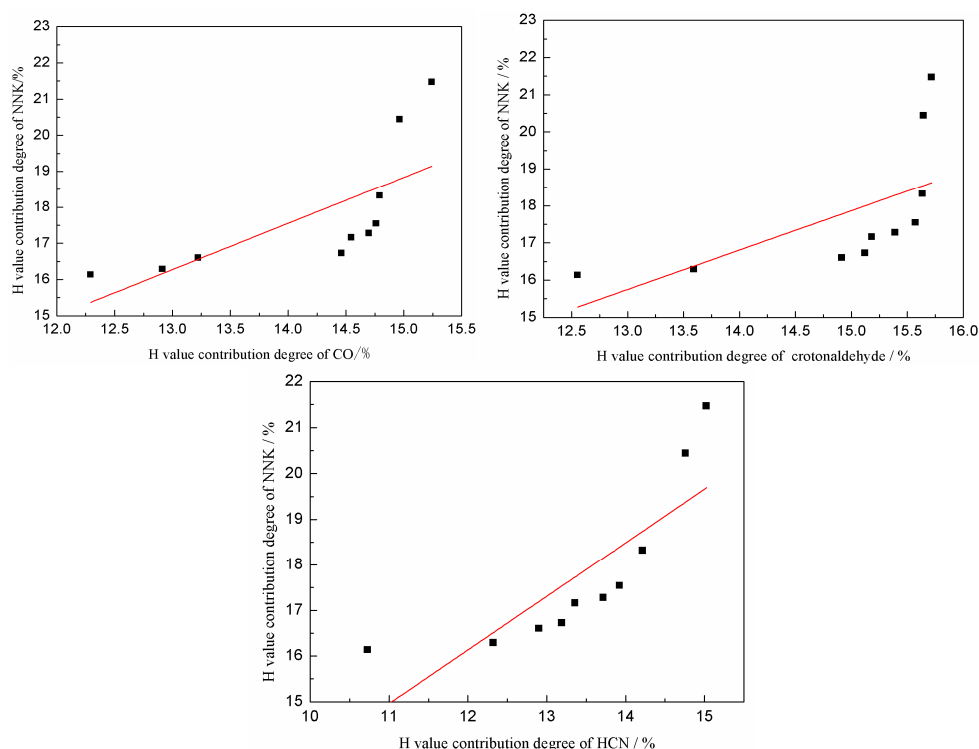 H value contribution degree of NNK/%
23
22
21
20
19
18
17
16
15
12.0 12.5 13.0 13.5 14.0 14.5 15.0 15.5
H value contribution degree of CO/%
H value contribution degree of NNK / %
23
22
21
20
19
18
17
16
15
12.5 13.0 13.5 14.0 14.5 15.0 15.5 16.0
H value contribution degree of crotonaldehyde / %
H value contribution degree of NNK / %
22
21
20
19
18
17
16
15
10 11 12 13 14 15
H value contribution degree of HCN / %